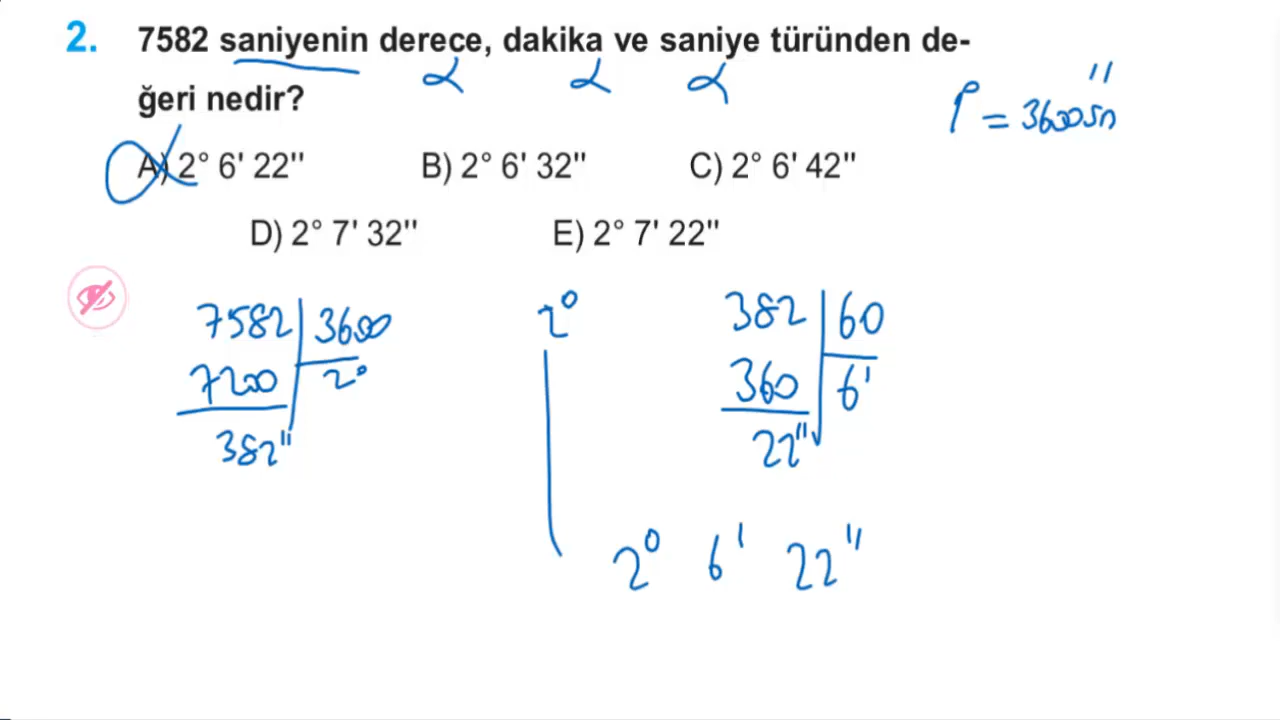 2. 7582 saniyenin derece, dakika ve saniye türünden de-
ğeri nedir?
1° = 3600 sn "
A) 2° 6' 22" B) 2° 6' 32" C) 2° 6' 42"
D) 2° 7' 32" E) 2° 7' 22"
7582 3600 2° 382 60
7200 2° 360 6'
382" 22"
2° 6' 22"